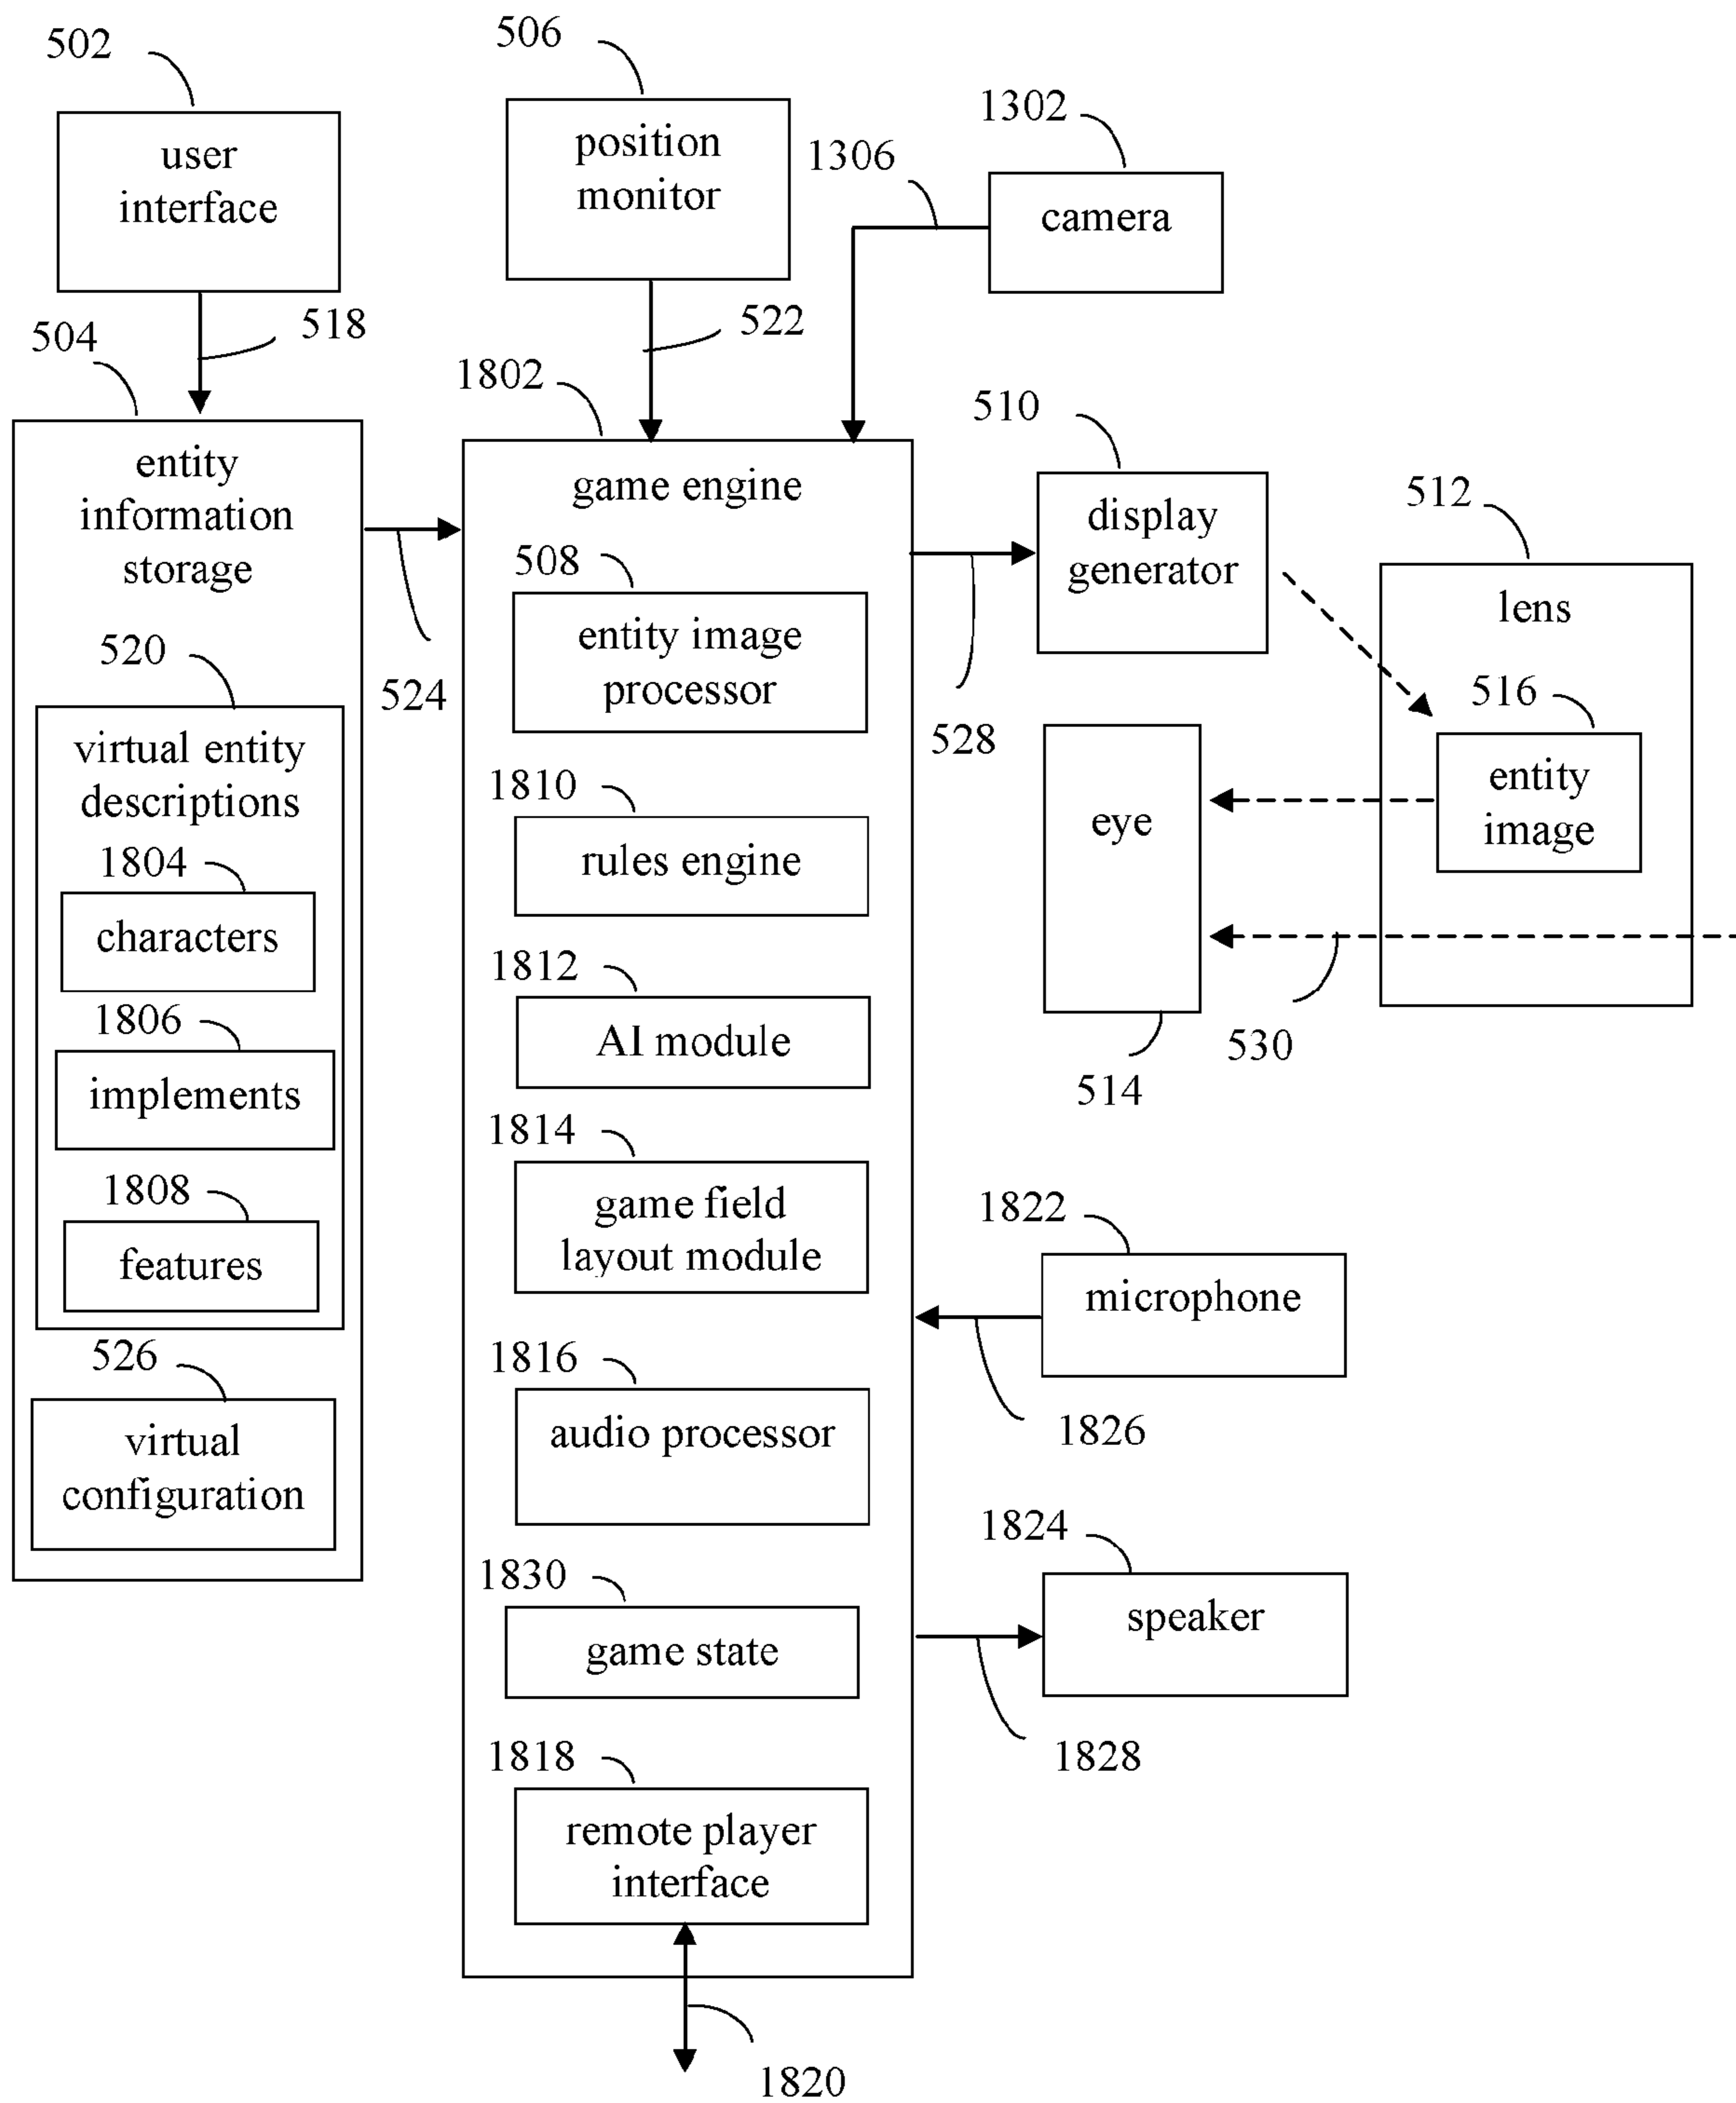 502
user
interface
518
504
entity
information
storage
520
virtual entity
descriptions
1804
characters
1806
implements
1808
features
526
virtual
configuration
524
506
position
monitor
522
1306
1302
camera
1802
game engine
508
entity image
processor
1810
rules engine
1812
AI module
1814
game field
layout module
1816
audio processor
1830
game state
1818
remote player
interface
1820
510
display
generator
528
512
lens
516
entity
image
eye
514
530
1822
microphone
1826
1824
speaker
1828